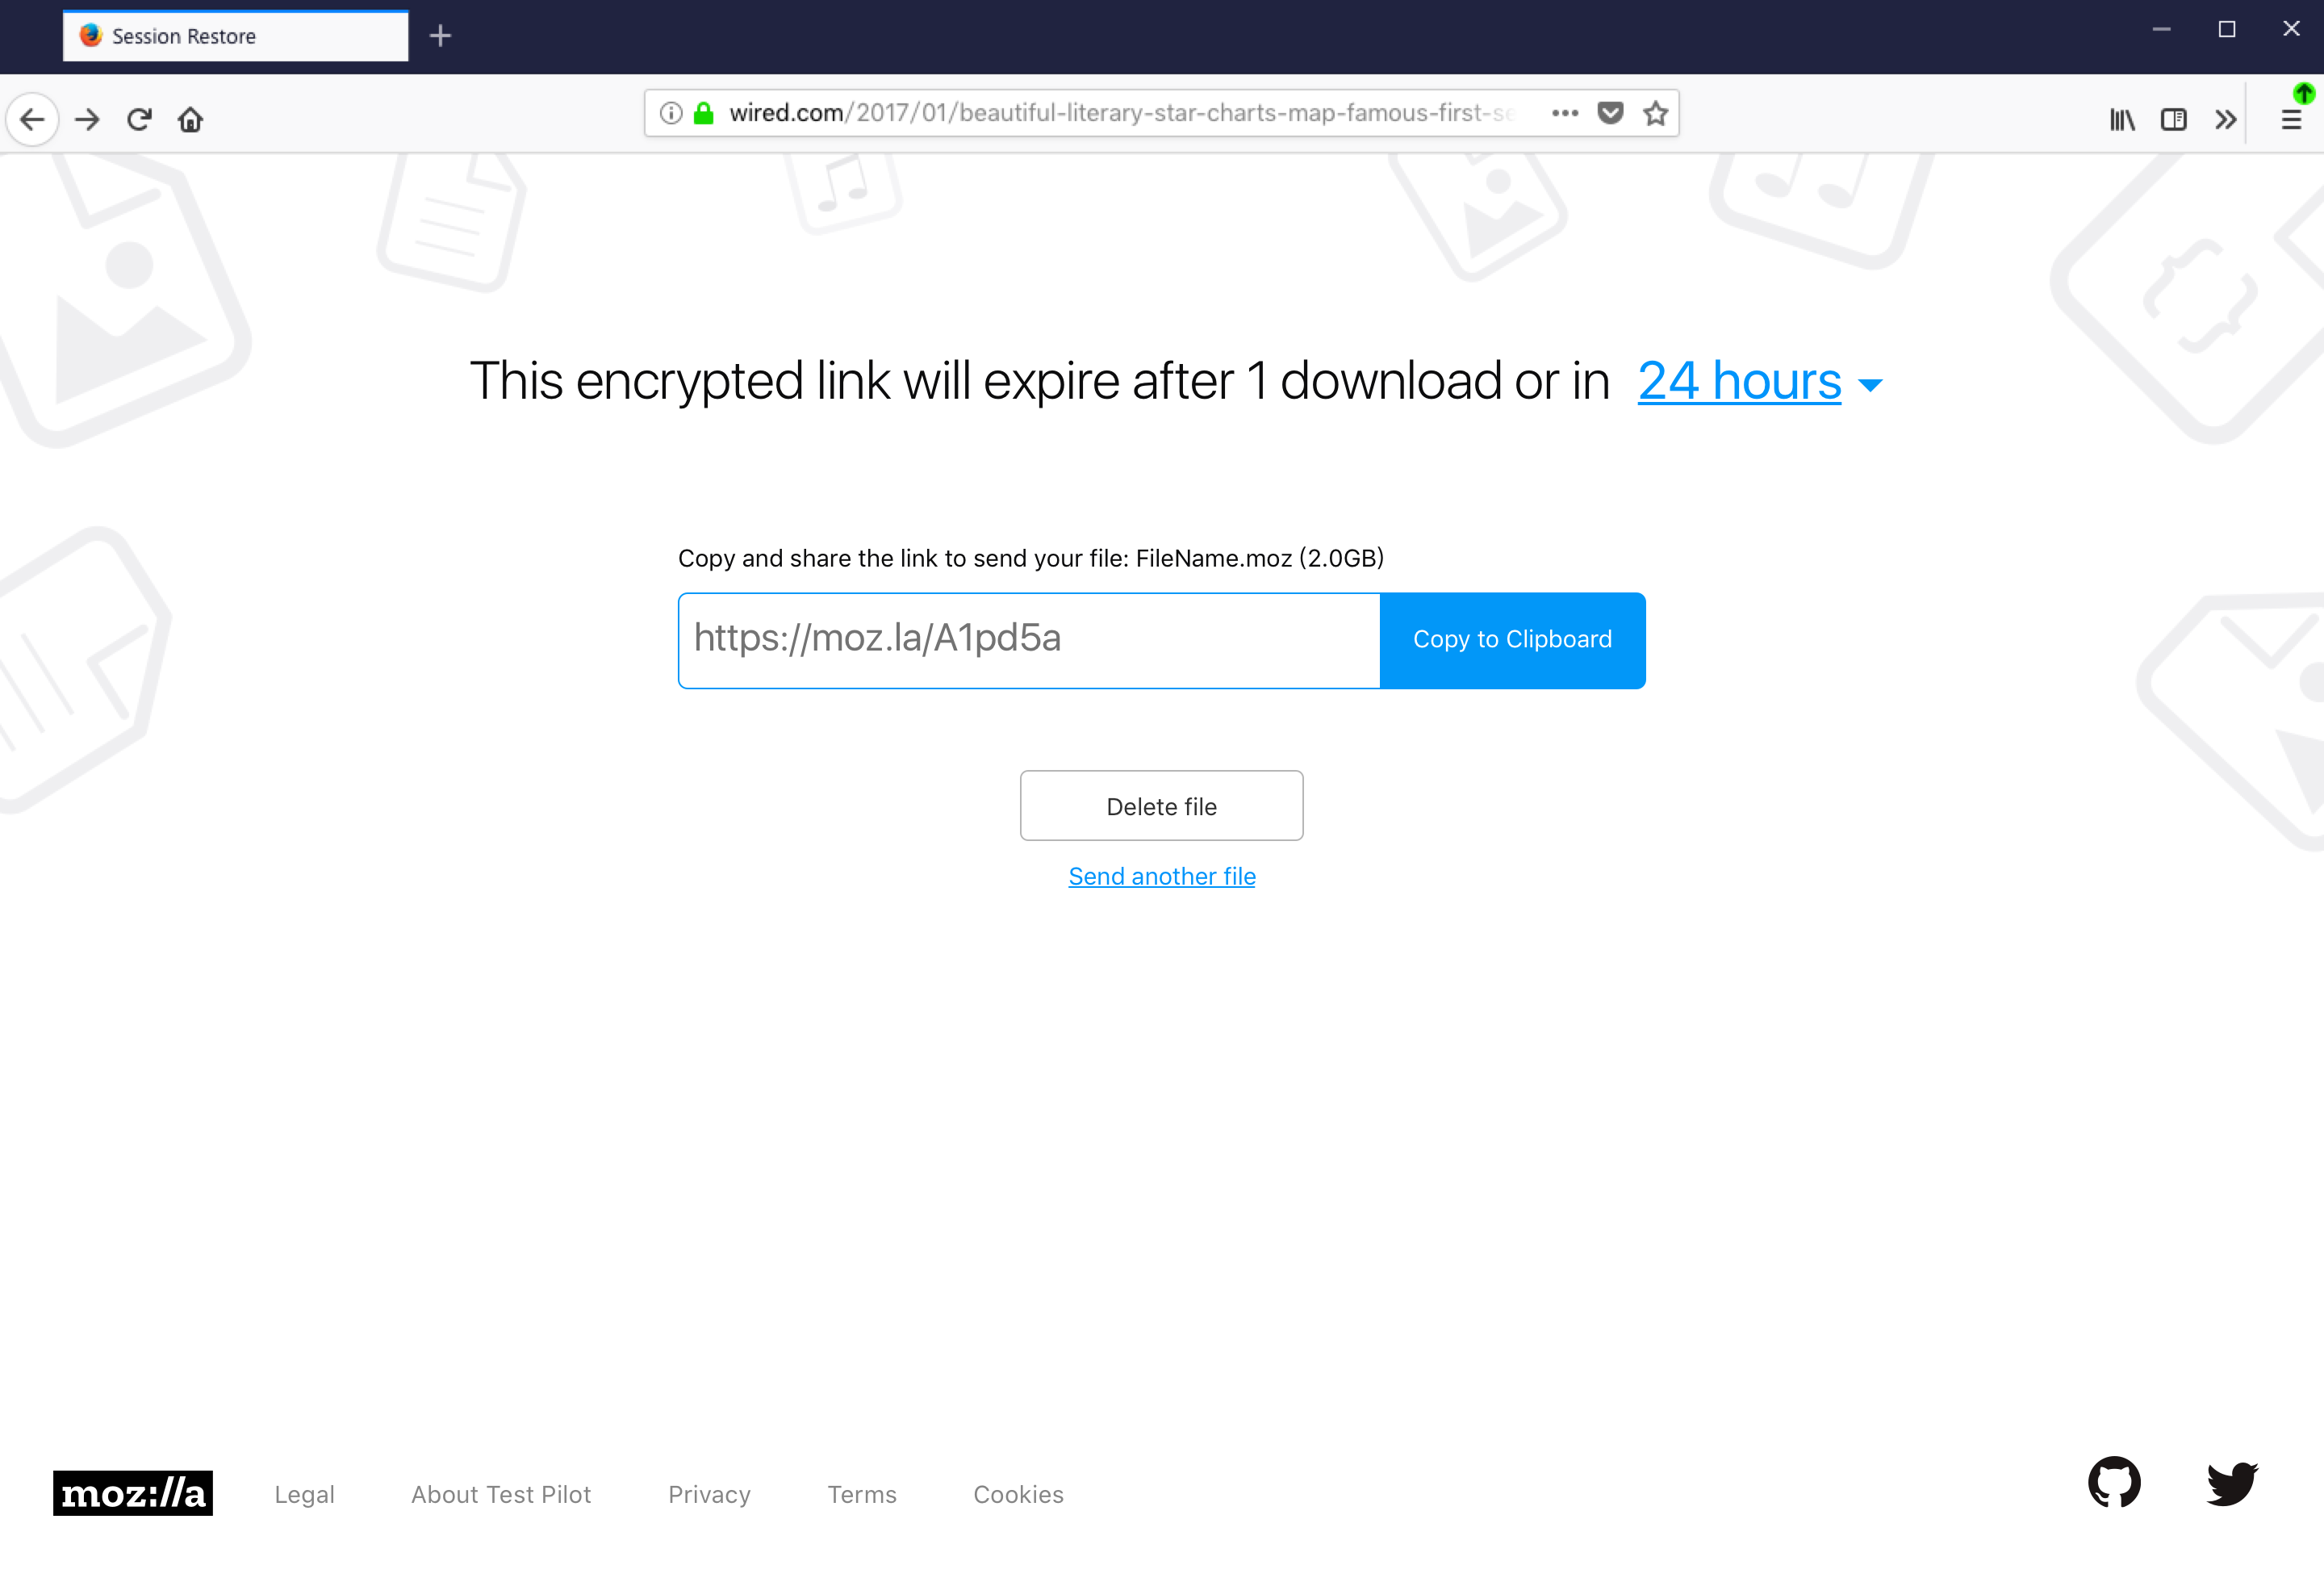 Session Restore
wired.com/2017/01/beautiful-literary-star-charts-map-famous-first-se
This encrypted link will expire after 1 download or in 24 hours
Copy and share the link to send your file: FileName.moz (2.0GB)
https://moz.la/A1pd5a
Copy to Clipboard
Delete file
Send another file
moz://a
Legal
About Test Pilot
Privacy
Terms
Cookies